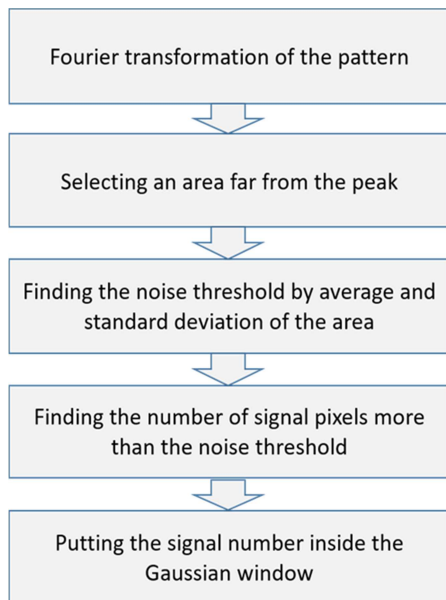 Fourier transformation of the pattern
Selecting an area far from the peak
Finding the noise threshold by average and
standard deviation of the area
Finding the number of signal pixels more
than the noise threshold
Putting the signal number inside the
Gaussian window